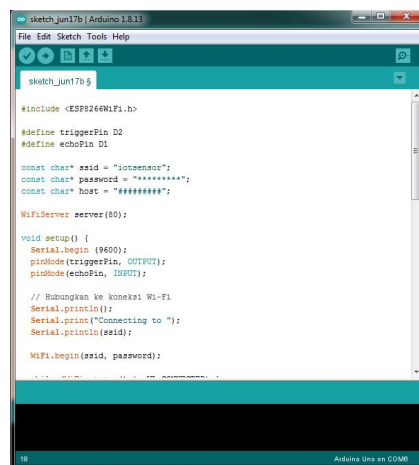 sketch_jun17b | Arduino 1.8.13
File Edit Sketch Tools Help
sketch_jun17b §
#include <ESP8266WiFi.h>
#define triggerPin D2
#define echoPin D1
const char* ssid = "iotsensor";
const char* password = "*********";
const char* host = "#########";
WiFiServer server(80);
void setup() {
Serial.begin (9600);
pinMode(triggerPin, OUTPUT);
pinMode(echoPin, INPUT);
// Hubungkan ke koneksi Wi-Fi
Serial.println();
Serial.print("Connecting to ");
Serial.println(ssid);
WiFi.begin(ssid, password);
18
Arduino Uno on COM6